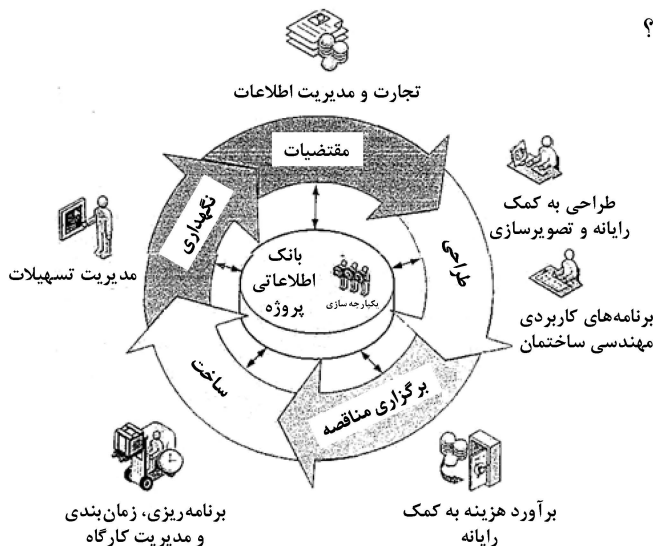 ؟
تجارت و مدیریت اطلاعات
مقتضیات
طراحی به کمک
رایانه و تصویرسازی
طراحی
برنامه‌های کاربردی
مهندسی ساختمان
نگهداری
مدیریت تسهیلات
بانک
اطلاعاتی
پروژه
یکپارچه سازی
ساخت
برگزاری مناقصه
برنامه‌ریزی، زمان‌بندی
و مدیریت کارگاه
برآورد هزینه به کمک
رایانه